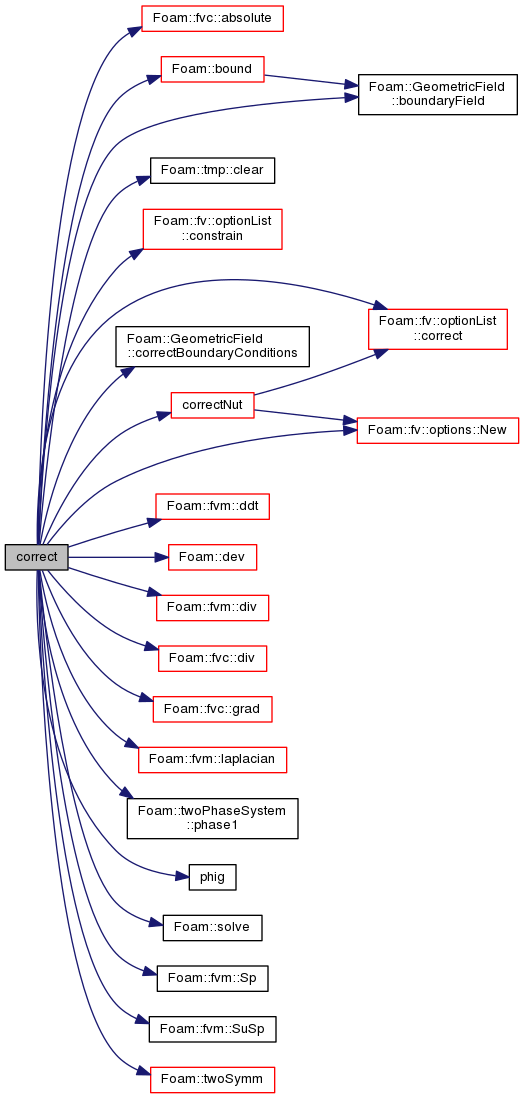 Foam::fvc::absolute
Foam::bound
Foam::GeometricField
::boundaryField
Foam::tmp::clear
Foam::fv::optionList
::constrain
Foam::fv::optionList
::correct
Foam::GeometricField
::correctBoundaryConditions
correctNut
Foam::fv::options::New
Foam::fvm::ddt
correct
Foam::dev
Foam::fvm::div
Foam::fvc::div
Foam::fvc::grad
Foam::fvm::laplacian
Foam::twoPhaseSystem
::phase1
phig
Foam::solve
Foam::fvm::Sp
Foam::fvm::SuSp
Foam::twoSymm